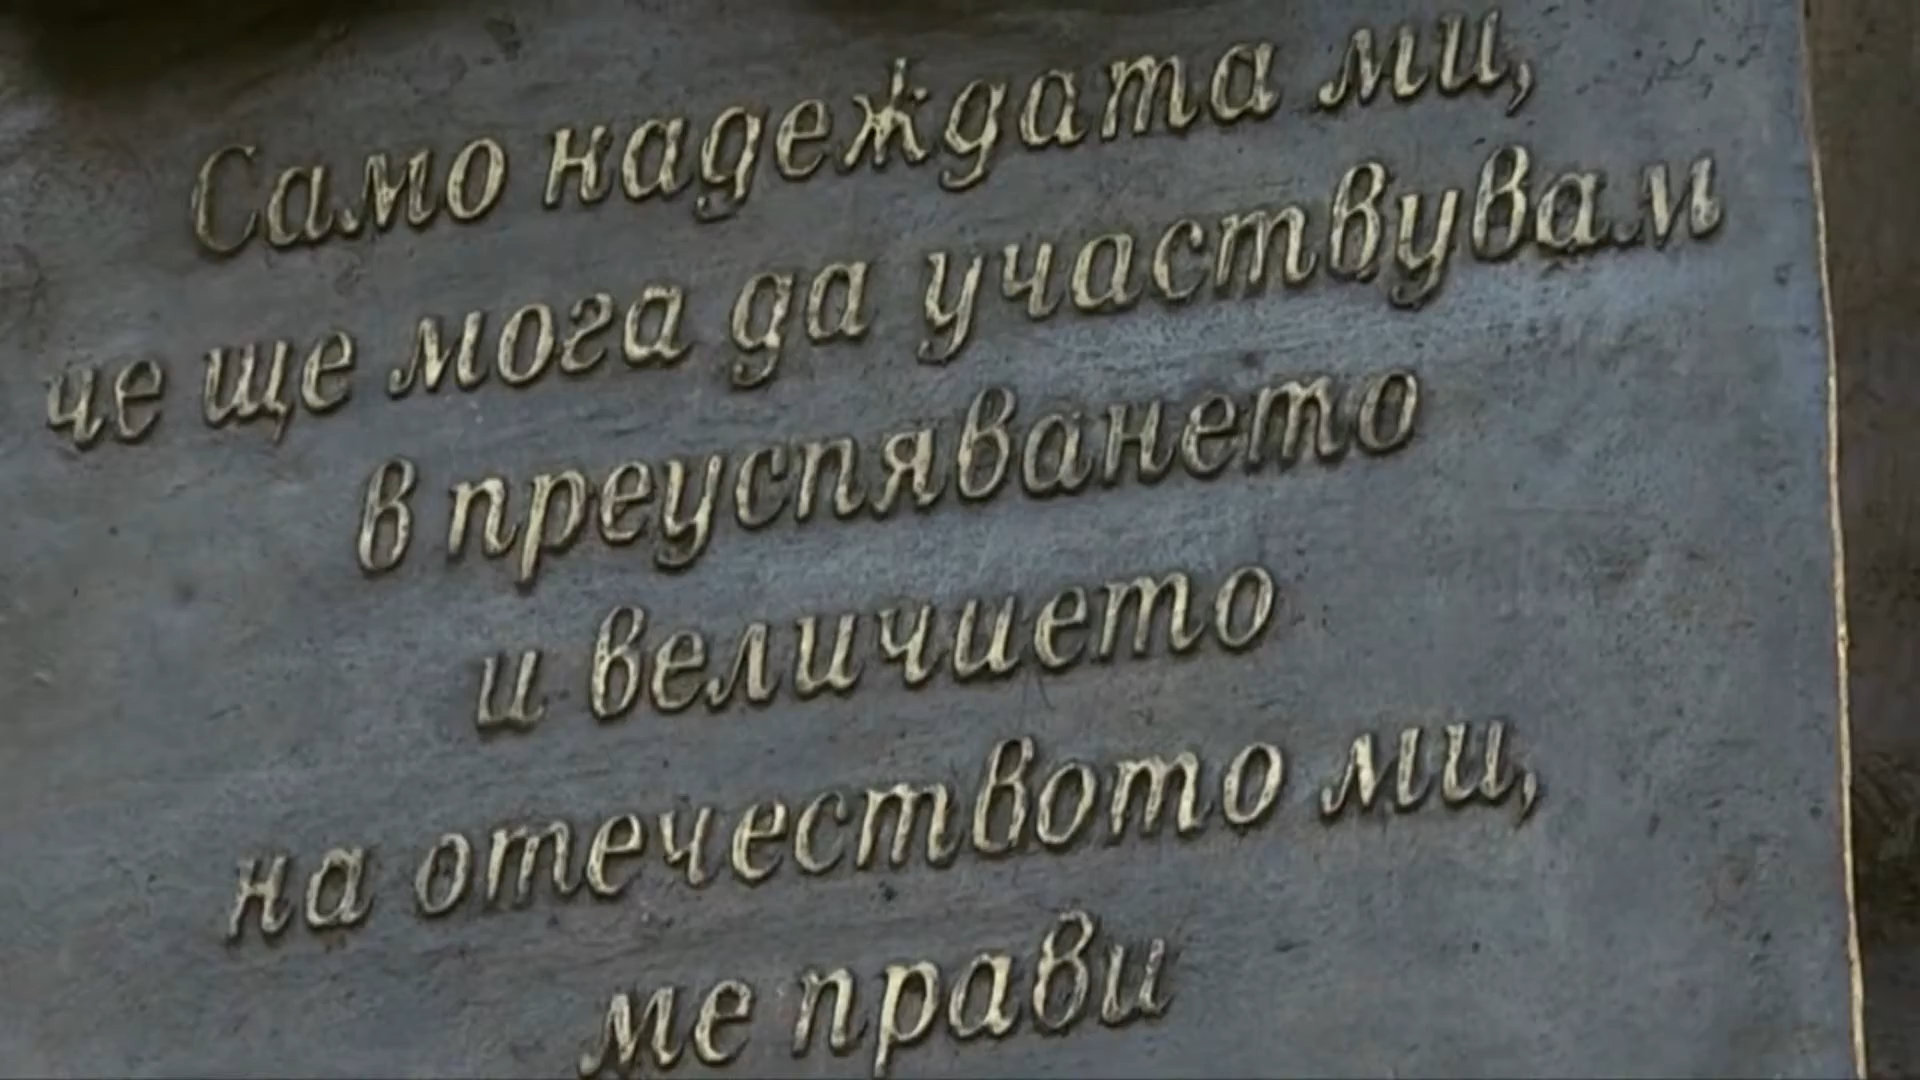 Само надеждата ми,
че ще мога да участвувам
в преуспяването
и величието
на отечеството ми,
ме прави